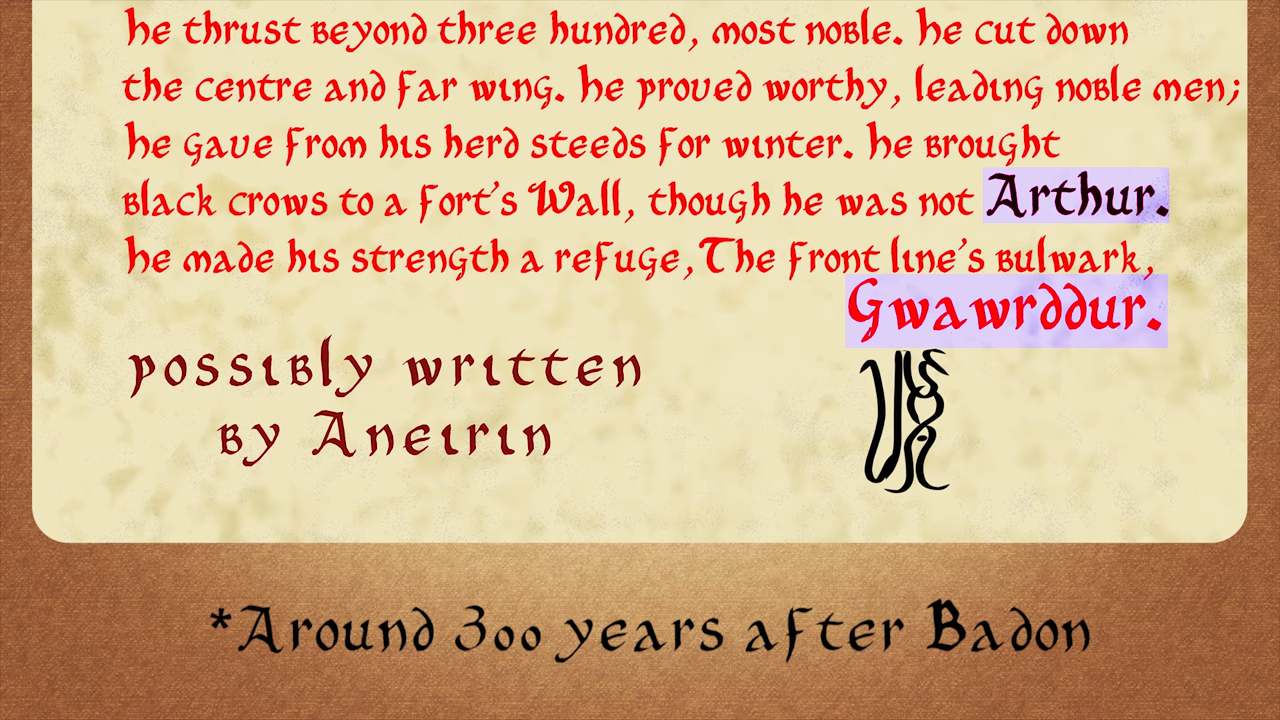 he thrust beyond three hundred, most noble. he cut down
the centre and far wing. he proved worthy, leading noble men;
he gave from his herd steeds for winter. he brought
black crows to a fort's Wall, though he was not Arthur.
he made his strength a refuge, The front line's bulwark,
Gwawrddur.
possibly written
by Aneirin
*Around 300 years after Badon